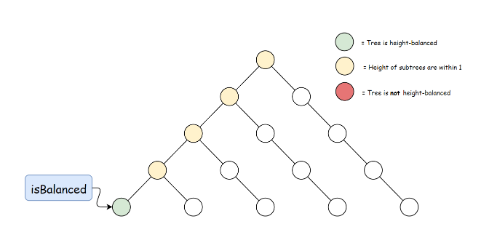 = Tree is height-balanced
= Height of subtrees are within 1
= Tree is not height-balanced
isBalanced